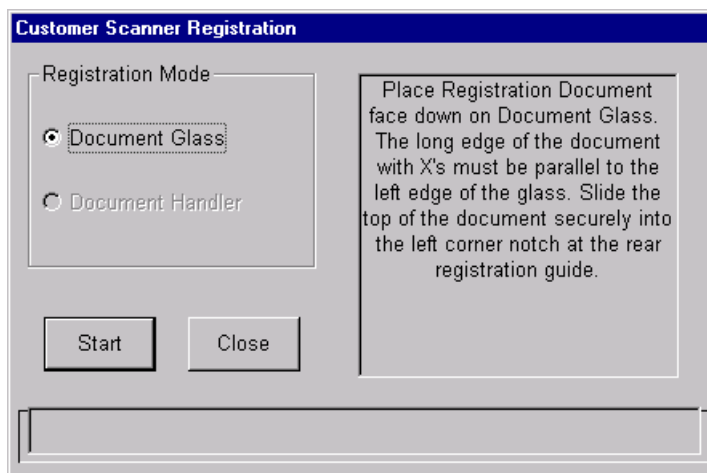 Customer Scanner Registration
Registration Mode
Document Glass
Document Handler
Place Registration Document
face down on Document Glass.
The long edge of the document
with X's must be parallel to the
left edge of the glass. Slide the
top of the document securely into
the left corner notch at the rear
registration guide.
Start
Close